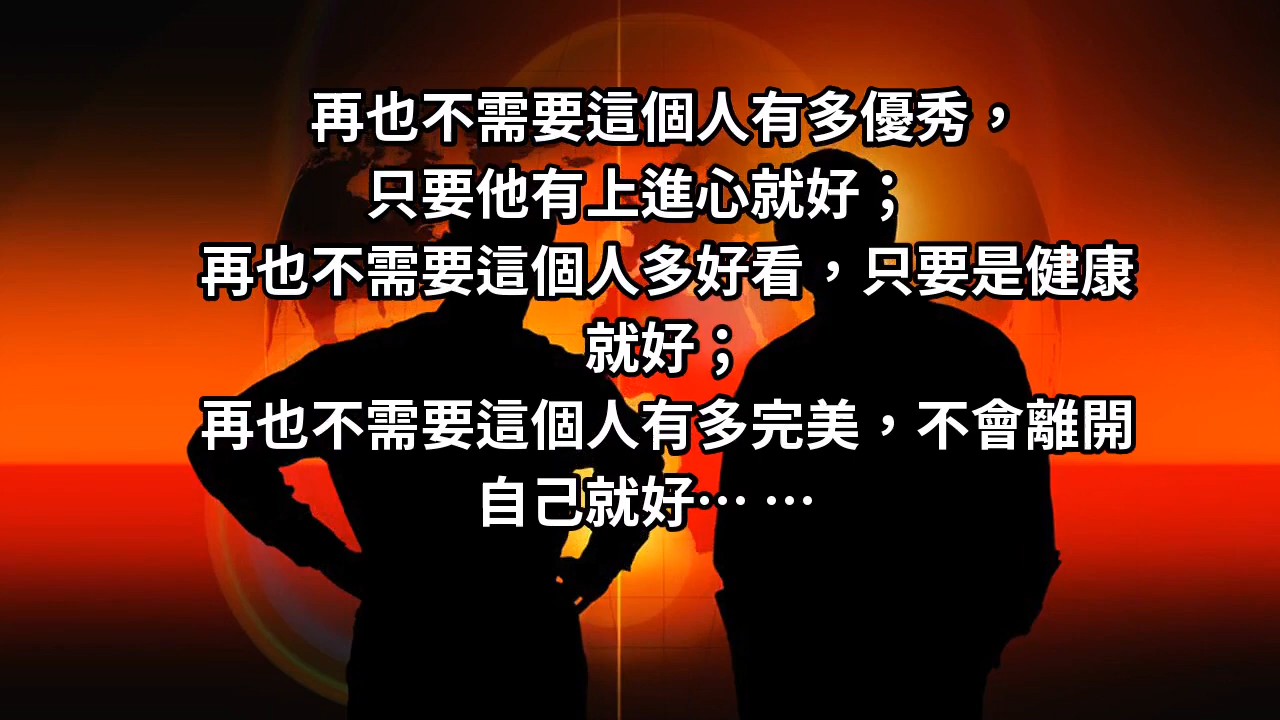 再也不需要這個人有多優秀，
只要他有上進心就好；
再也不需要這個人多好看，只要是健康
就好；
再也不需要這個人有多完美，不會離開
自己就好… …